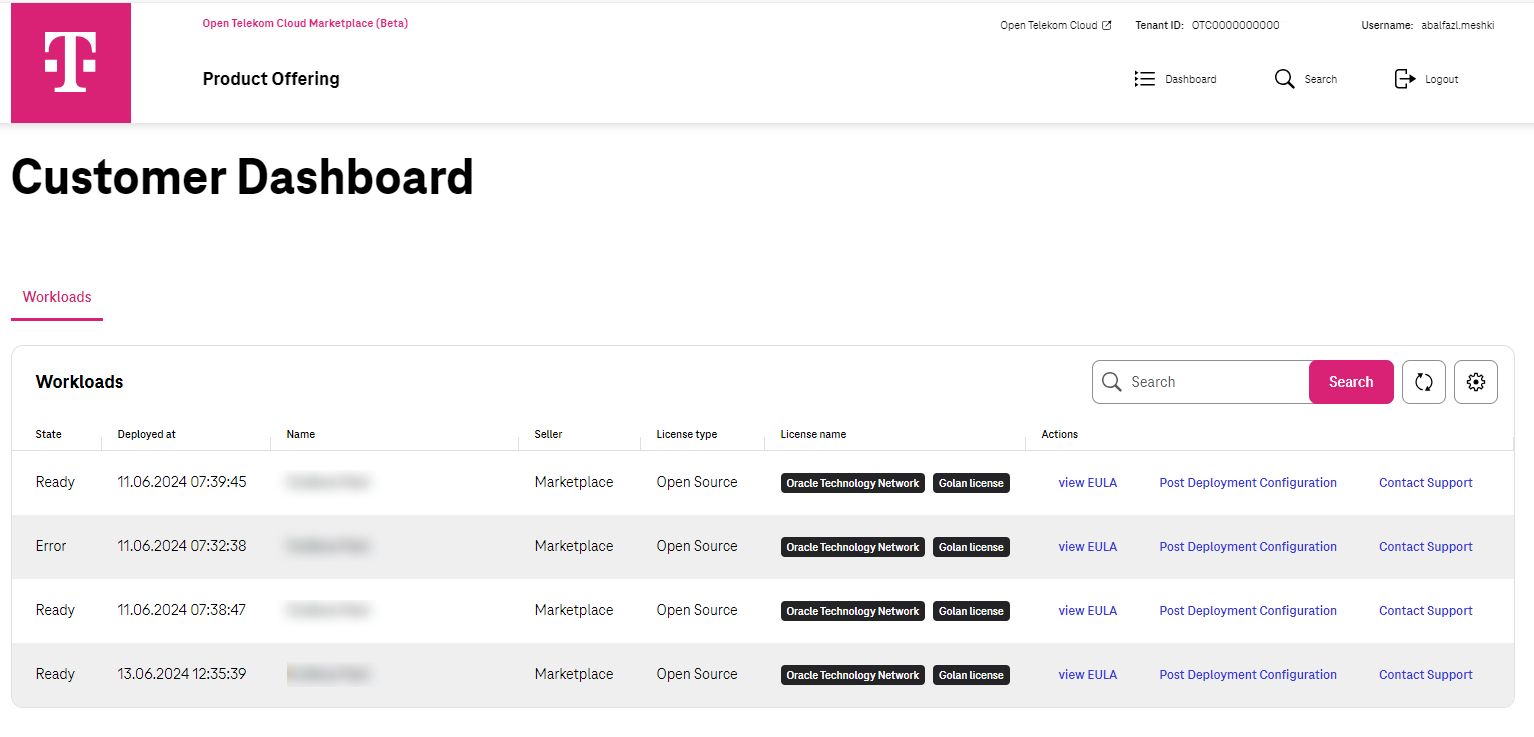 Open Telekom Cloud Marketplace (Beta)
Open Telekom Cloud Tenant ID: OTC0000000000 Username: abalfazl.meshki
Product Offering
Dashboard Search Logout
Customer Dashboard
Workloads
Workloads
Search Search
State Deployed at Name Seller License type License name Actions
Ready 11.06.2024 07:39:45 Marketplace Open Source Oracle Technology Network Golan license view EULA Post Deployment Configuration Contact Support
Error 11.06.2024 07:32:38 Marketplace Open Source Oracle Technology Network Golan license view EULA Post Deployment Configuration Contact Support
Ready 11.06.2024 07:38:47 Marketplace Open Source Oracle Technology Network Golan license view EULA Post Deployment Configuration Contact Support
Ready 13.06.2024 12:35:39 Marketplace Open Source Oracle Technology Network Golan license view EULA Post Deployment Configuration Contact Support